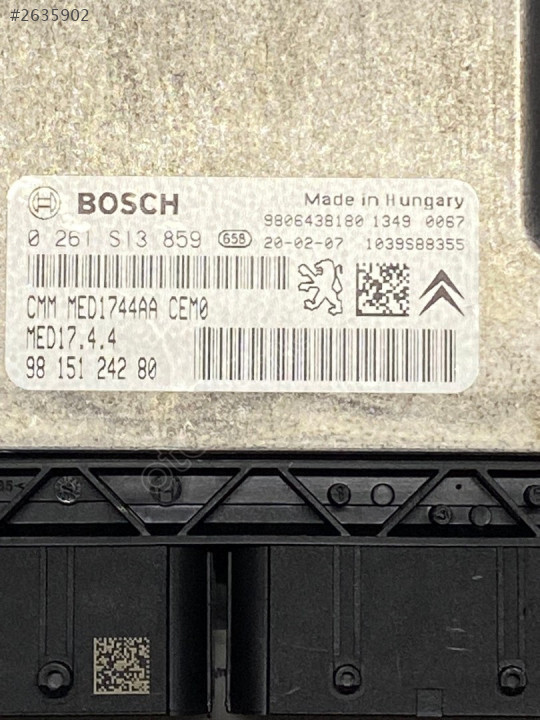 #2635902
BOSCH
Made in Hungary
9806438180 1349 0067
0 261 S13 859 G58 20-02-07 1039S88355
CMM MED1744AA CEM0
MED17.4.4
98 151 242 80